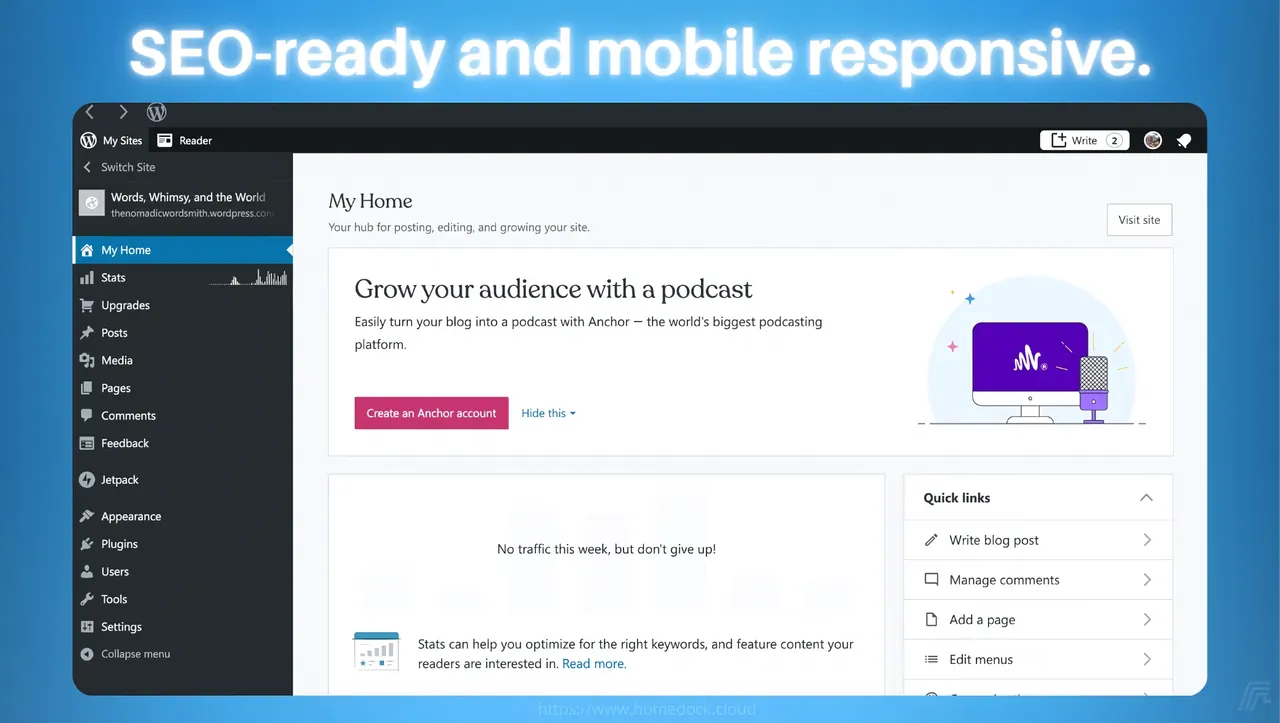 SEO-ready and mobile responsive.
My Sites
Reader
Write 2
Switch Site
Words, Whimsy, and the World
thenomadicwordsmith.wordpress.com
My Home
Stats
Upgrades
Posts
Media
Pages
Comments
Feedback
Jetpack
Appearance
Plugins
Users
Tools
Settings
Collapse menu
My Home
Your hub for posting, editing, and growing your site.
Visit site
Grow your audience with a podcast
Easily turn your blog into a podcast with Anchor — the world's biggest podcasting
platform.
Create an Anchor account
Hide this
No traffic this week, but don't give up!
Stats can help you optimize for the right keywords, and feature content your
readers are interested in. Read more.
Quick links
Write blog post
Manage comments
Add a page
Edit menus
https://www.homedock.cloud